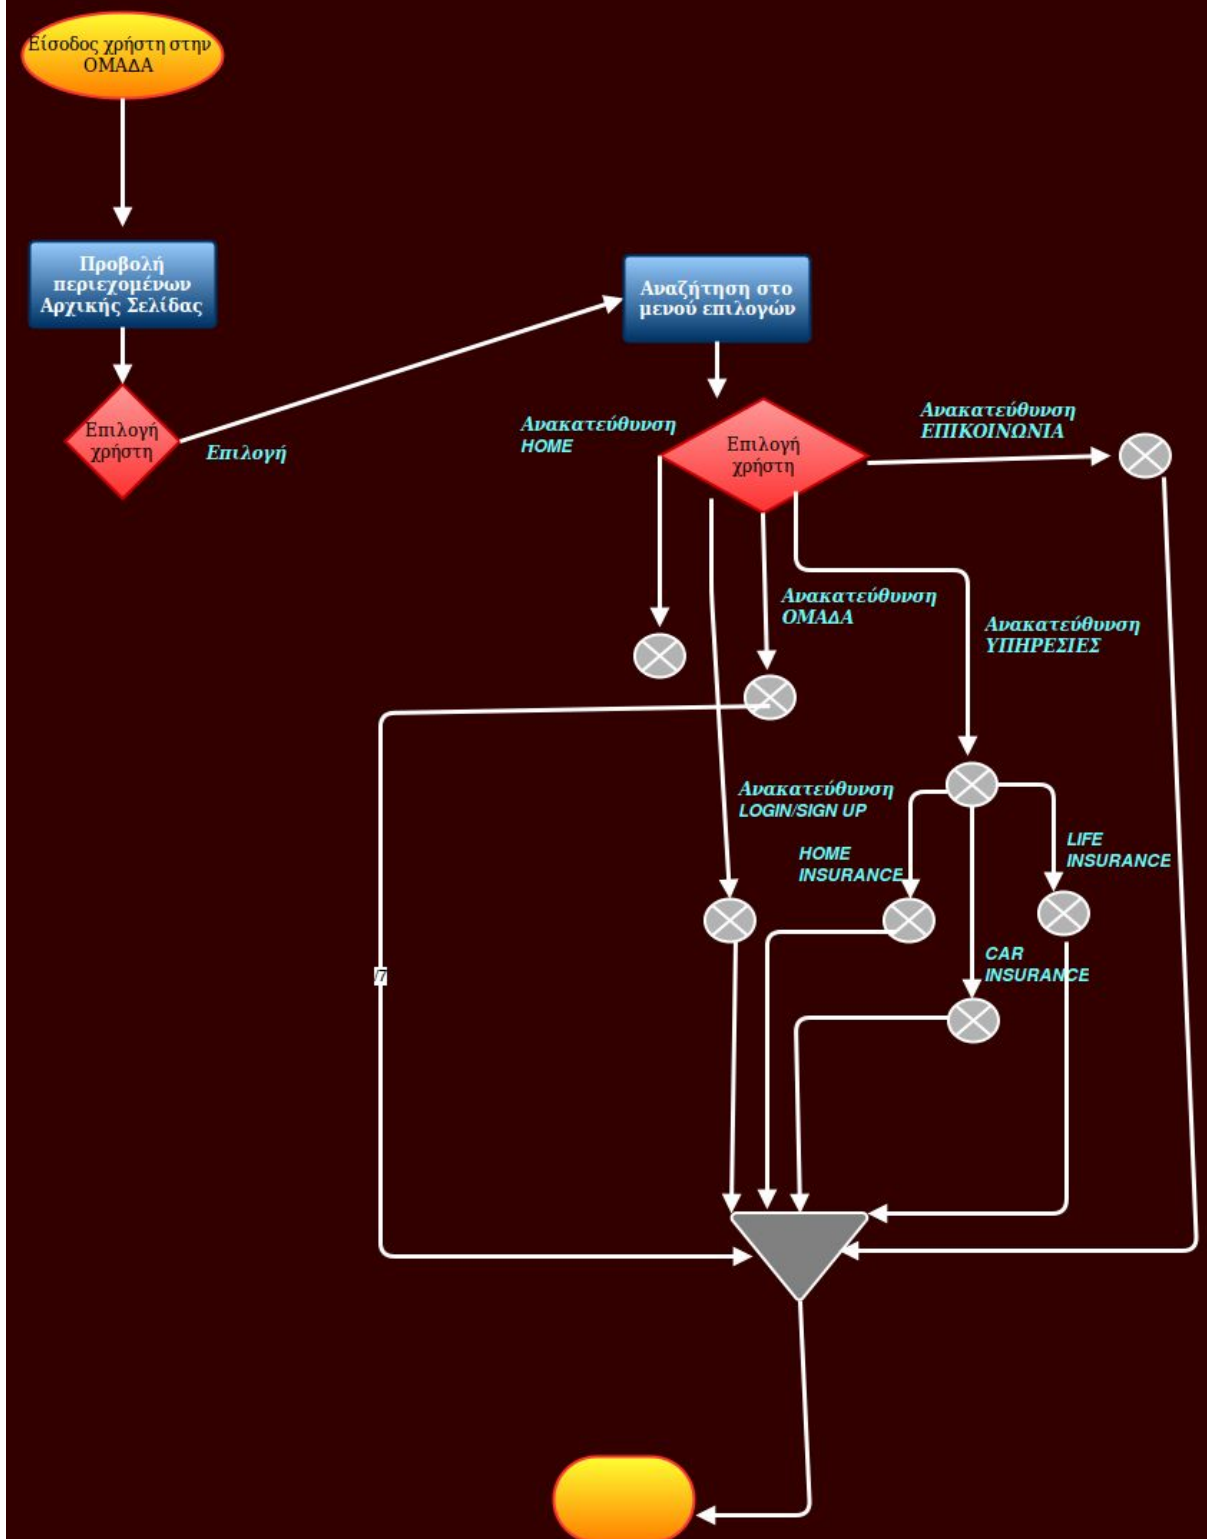 Είσοδος χρήστη στην
ΟΜΑΔΑ
Προβολή
περιεχομένων
Αρχικής Σελίδας
Αναζήτηση στο
μενού επιλογών
Επιλογή
χρήστη
Επιλογή
Ανακατεύθυνση
HOME
Επιλογή
χρήστη
Ανακατεύθυνση
ΕΠΙΚΟΙΝΩΝΙΑ
Ανακατεύθυνση
ΟΜΑΔΑ
Ανακατεύθυνση
ΥΠΗΡΕΣΙΕΣ
Ανακατεύθυνση
LOGIN/SIGN UP
HOME
INSURANCE
LIFE
INSURANCE
CAR
INSURANCE